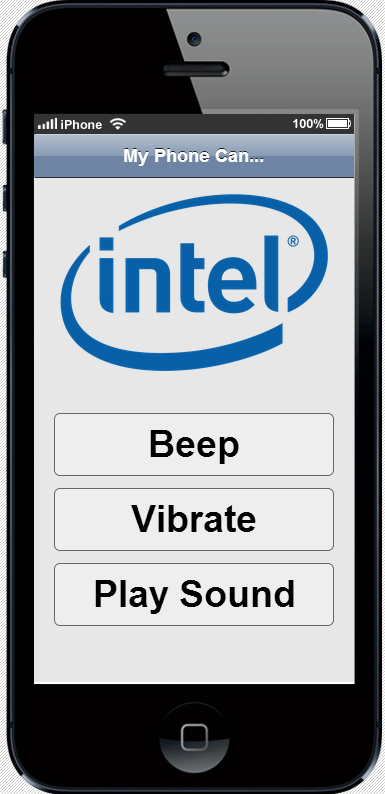 iPhone 100%
My Phone Can...
intel®
Beep
Vibrate
Play Sound